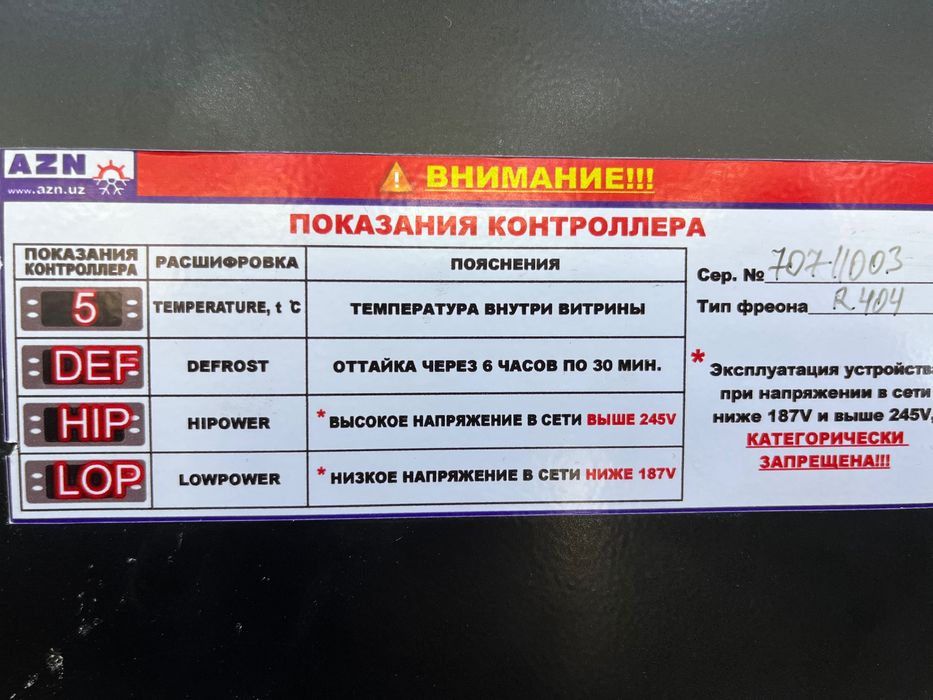 AZN
www.azn.uz
ВНИМАНИЕ!!!
ПОКАЗАНИЯ КОНТРОЛЛЕРА
ПОКАЗАНИЯ КОНТРОЛЛЕРА РАСШИФРОВКА ПОЯСНЕНИЯ
5 TEMPERATURE, t °C ТЕМПЕРАТУРА ВНУТРИ ВИТРИНЫ
DEF DEFROST ОТТАЙКА ЧЕРЕЗ 6 ЧАСОВ ПО 30 МИН.
HIP HIPOWER * ВЫСОКОЕ НАПРЯЖЕНИЕ В СЕТИ ВЫШЕ 245V
LOP LOWPOWER * НИЗКОЕ НАПРЯЖЕНИЕ В СЕТИ НИЖЕ 187V
Сер. № 70711003
Тип фреона R404
* Эксплуатация устройства
при напряжении в сети
ниже 187V и выше 245V,
КАТЕГОРИЧЕСКИ
ЗАПРЕЩЕНА!!!